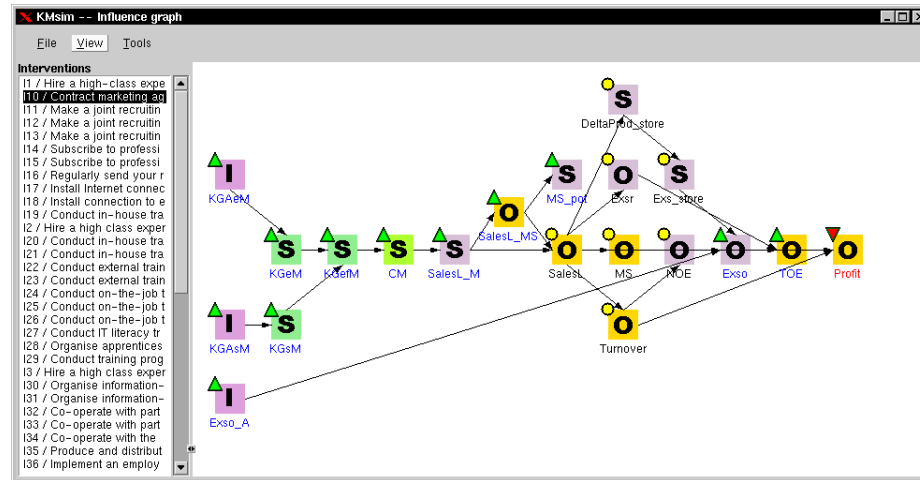 KMsim -- Influence graph
File View Tools
Interventions
I1 / Hire a high-class expe
I10 / Contract marketing ag
I11 / Make a joint recruitin
I12 / Make a joint recruitin
I13 / Make a joint recruitin
I14 / Subscribe to professi
I15 / Subscribe to professi
I16 / Regularly send your r
I17 / Install Internet connec
I18 / Install connection to e
I19 / Conduct in-house tra
I2 / Hire a high class exper
I20 / Conduct in-house tra
I21 / Conduct in-house tra
I22 / Conduct external train
I23 / Conduct external train
I24 / Conduct on-the-job t
I25 / Conduct on-the-job t
I26 / Conduct on-the-job t
I27 / Conduct IT literacy tr
I28 / Organise apprentices
I29 / Conduct training prog
I3 / Hire a high class exper
I30 / Organise information-
I31 / Organise information-
I32 / Co-operate with part
I33 / Co-operate with part
I34 / Co-operate with the
I35 / Produce and distribut
I36 / Implement an employ
S
DeltaProd_store
I S O S
KGAeM MS_pot Exsr Exs_store
O
SalesL_MS
S S S S O O O O O O
KGeM KGefM CM SalesL_M SalesL MS NOE Exso TOE Profit
I S O
KGAsM KGsM Turnover
I
Exso_A